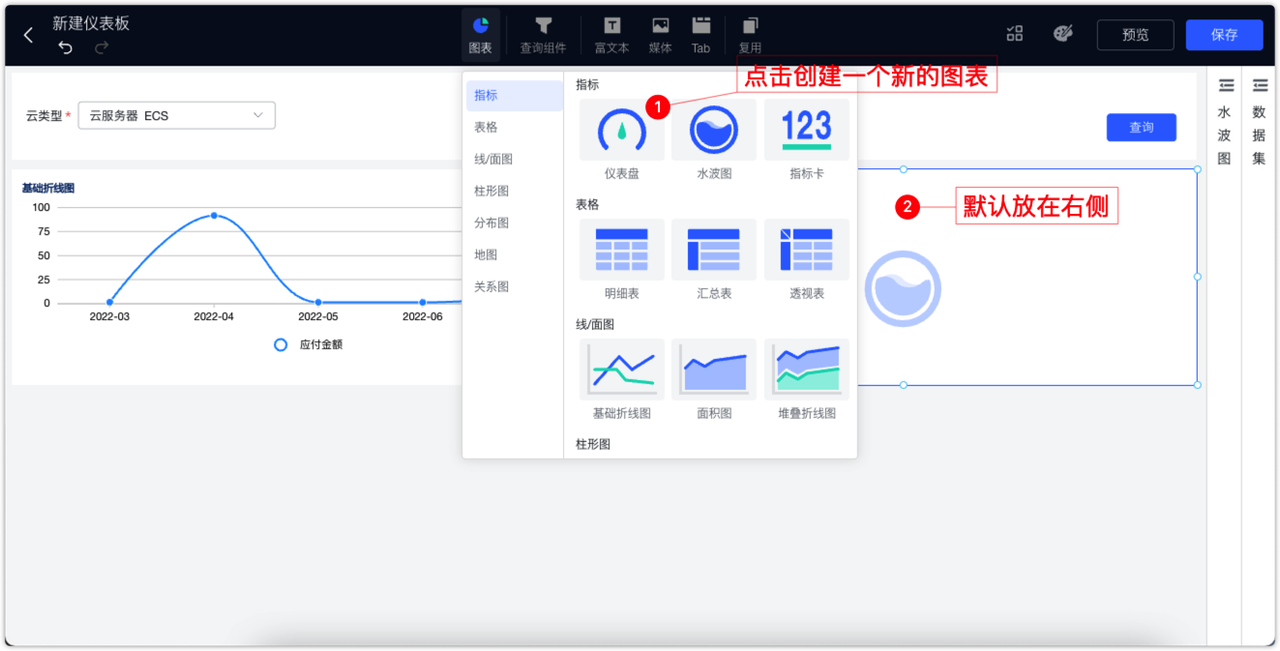 新建仪表板
图表
查询组件
富文本
媒体
Tab
复用
预览
保存
点击创建一个新的图表
云类型 *
云服务器 ECS
查询
指标
表格
线/面图
柱形图
分布图
地图
关系图
指标
1
仪表盘
水波图
123
指标卡
表格
明细表
汇总表
透视表
线/面图
基础折线图
面积图
堆叠折线图
柱形图
基础折线图
100
75
50
25
0
2022-03
2022-04
2022-05
2022-06
应付金额
2
默认放在右侧
水波图
数据集